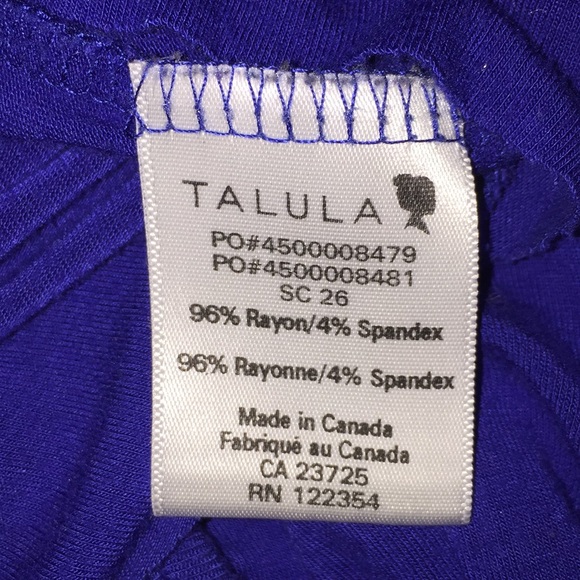 TALULA
PO#4500008479
PO#4500008481
SC 26
96% Rayon/4% Spandex
96% Rayonne/4% Spandex
Made in Canada
Fabriqué au Canada
CA 23725
RN 122354